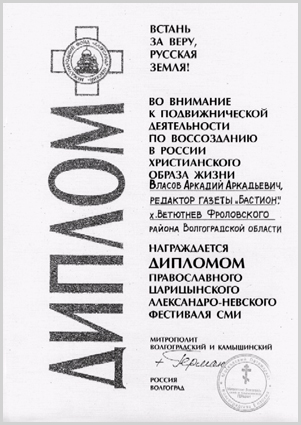 ВСТАНЬ
ЗА ВЕРУ,
РУССКАЯ
ЗЕМЛЯ!
ДИПЛОМ
ВО ВНИМАНИЕ
К ПОДВИЖНИЧЕСКОЙ
ДЕЯТЕЛЬНОСТИ
ПО ВОССОЗДАНИЮ
В РОССИИ
ХРИСТИАНСКОГО
ОБРАЗА ЖИЗНИ
Власов Аркадий Аркадьевич,
редактор газеты „Бастион"
х. Ветютнев Фроловского
района Волгоградской области
НАГРАЖДАЕТСЯ
ДИПЛОМОМ
ПРАВОСЛАВНОГО
ЦАРИЦЫНСКОГО
АЛЕКСАНДРО-НЕВСКОГО
ФЕСТИВАЛЯ СМИ
МИТРОПОЛИТ
ВОЛГОГРАДСКИЙ И КАМЫШИНСКИЙ
+ Герман
РОССИЯ
ВОЛГОГРАД